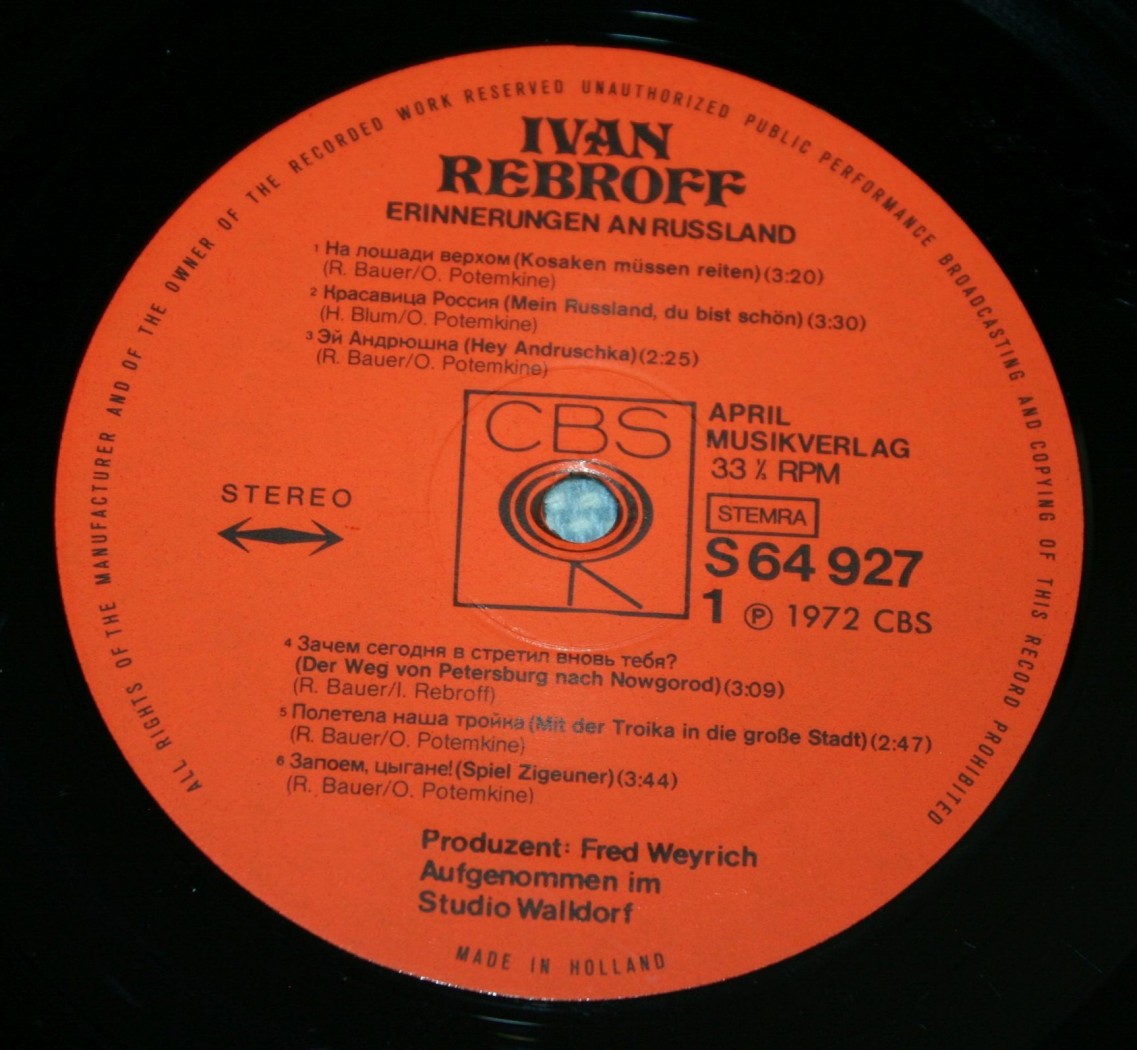 ALL RIGHTS OF THE MANUFACTURER AND OF THE OWNER OF THE RECORDED WORK RESERVED UNAUTHORIZED PUBLIC PERFORMANCE BROADCASTING AND COPYING OF THIS RECORD PROHIBITED
IVAN
REBROFF
ERINNERUNGEN AN RUSSLAND
1 На лошади верхом (Kosaken müssen reiten) (3:20)
(R. Bauer/O. Potemkine)
2 Красавица Россия (Mein Russland, du bist schön) (3:30)
(H. Blum/O. Potemkine)
3 Эй Андрюшка (Hey Andruschka) (2:25)
(R. Bauer/O. Potemkine)
CBS
APRIL
MUSIKVERLAG
33 ⅓ RPM
STEREO
STEMRA
S 64 927
1 ℗ 1972 CBS
4 Зачем сегодня в стретил вновь тебя?
(Der Weg von Petersburg nach Nowgorod) (3:09)
(R. Bauer/I. Rebroff)
5 Полетела наша тройка (Mit der Troika in die große Stadt) (2:47)
(R. Bauer/O. Potemkine)
6 Запоем, цыгане! (Spiel Zigeuner) (3:44)
(R. Bauer/O. Potemkine)
Produzent: Fred Weyrich
Aufgenommen im
Studio Walldorf
MADE IN HOLLAND